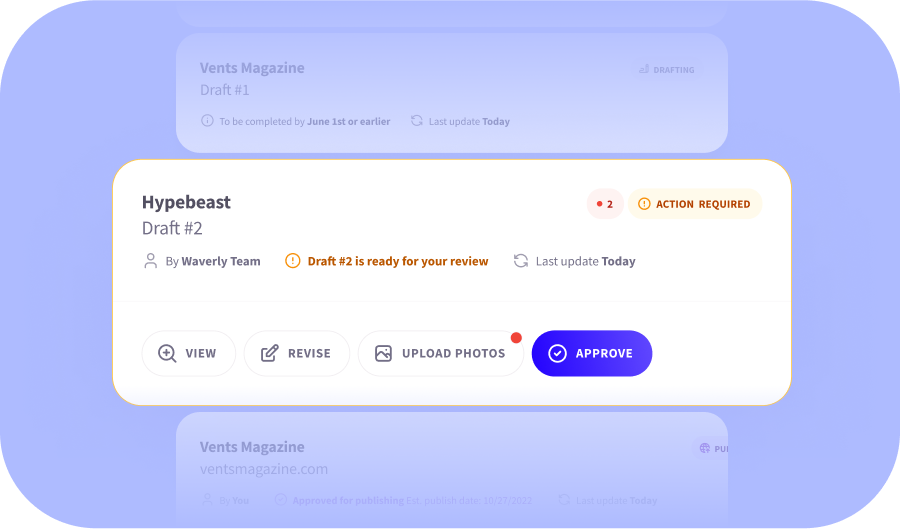 Vents Magazine
DRAFTING
Draft #1
To be completed by June 1st or earlier Last update Today
Hypebeast
2 ACTION REQUIRED
Draft #2
By Waverly Team Draft #2 is ready for your review Last update Today
VIEW REVISE UPLOAD PHOTOS APPROVE
Vents Magazine
ventsmagazine.com
By You Approved for publishing Est. publish date: 10/27/2022 Last update Today